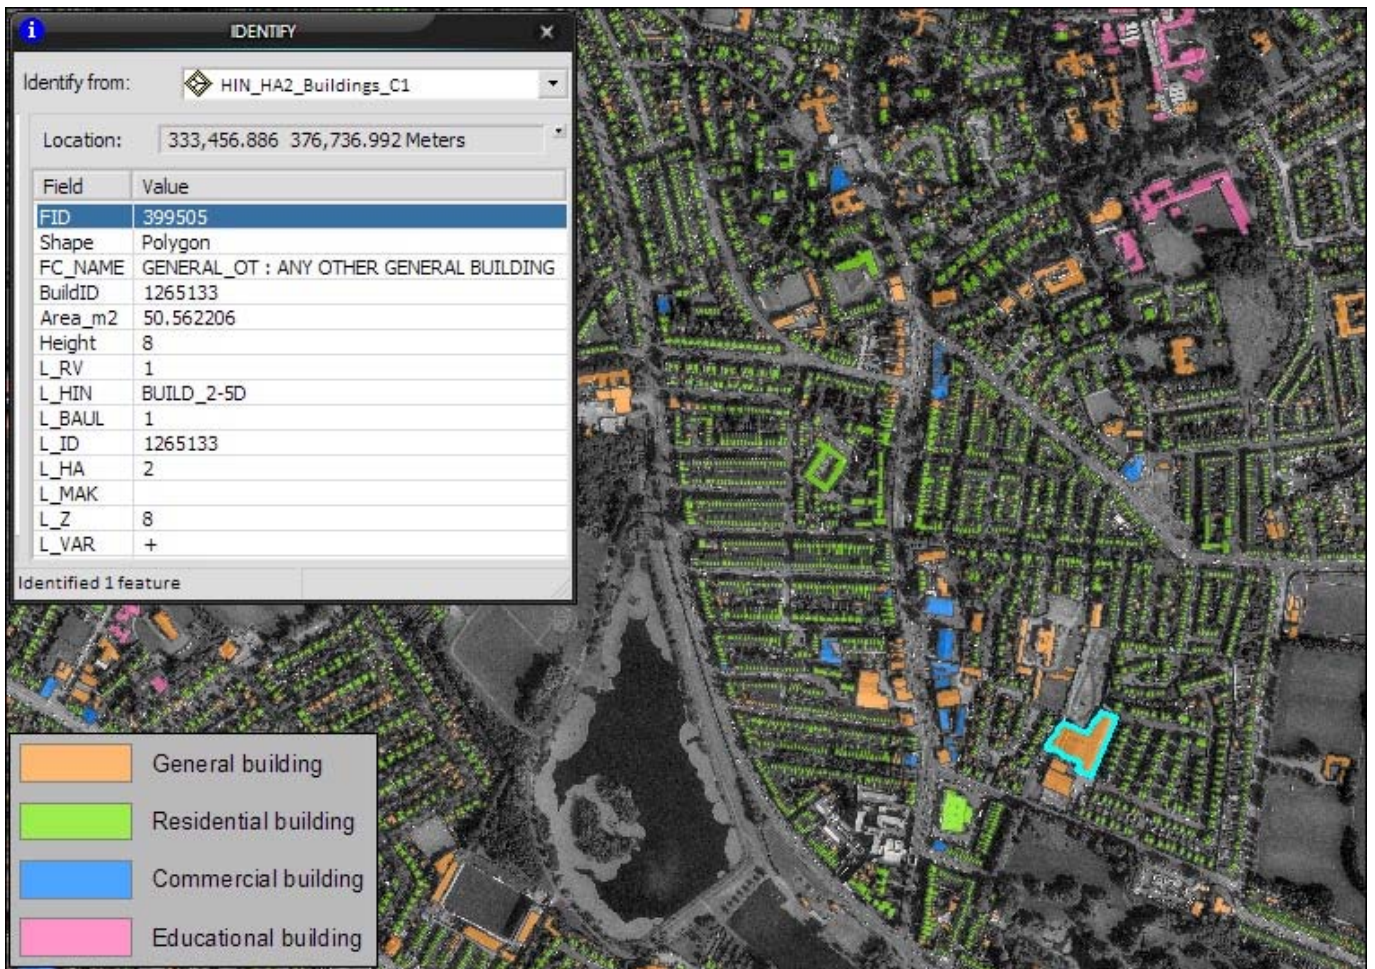 i IDENTIFY ×
Identify from: HIN_HA2_Buildings_C1
Location: 333,456.886 376,736.992 Meters
Field Value
FID 399505
Shape Polygon
FC_NAME GENERAL_OT : ANY OTHER GENERAL BUILDING
BuildID 1265133
Area_m2 50.562206
Height 8
L_RV 1
L_HIN BUILD_2-5D
L_BAUL 1
L_ID 1265133
L_HA 2
L_MAK
L_Z 8
L_VAR +
Identified 1 feature
General building
Residential building
Commercial building
Educational building